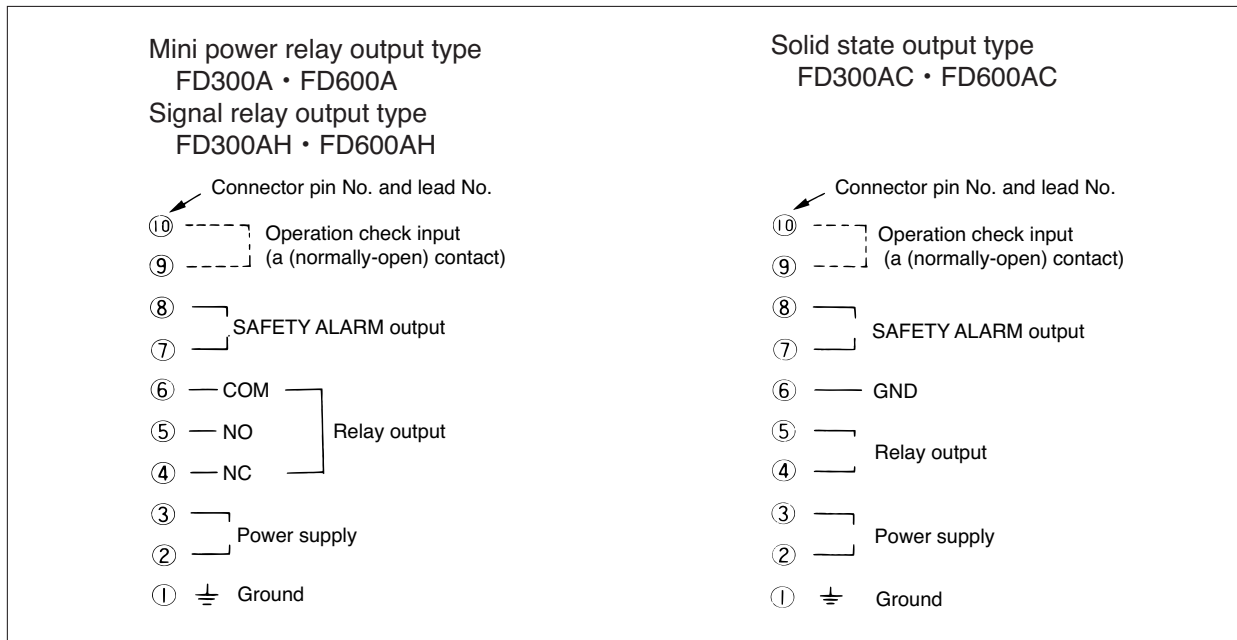 Mini power relay output type
FD300A・FD600A
Signal relay output type
FD300AH・FD600AH
Connector pin No. and lead No.
⑩
Operation check input
(a (normally-open) contact)
⑨
⑧
SAFETY ALARM output
⑦
⑥ COM
⑤ NO
Relay output
④ NC
③
Power supply
②
① Ground
Solid state output type
FD300AC・FD600AC
Connector pin No. and lead No.
⑩
Operation check input
(a (normally-open) contact)
⑨
⑧
SAFETY ALARM output
⑦
⑥ GND
⑤
Relay output
④
③
Power supply
②
① Ground